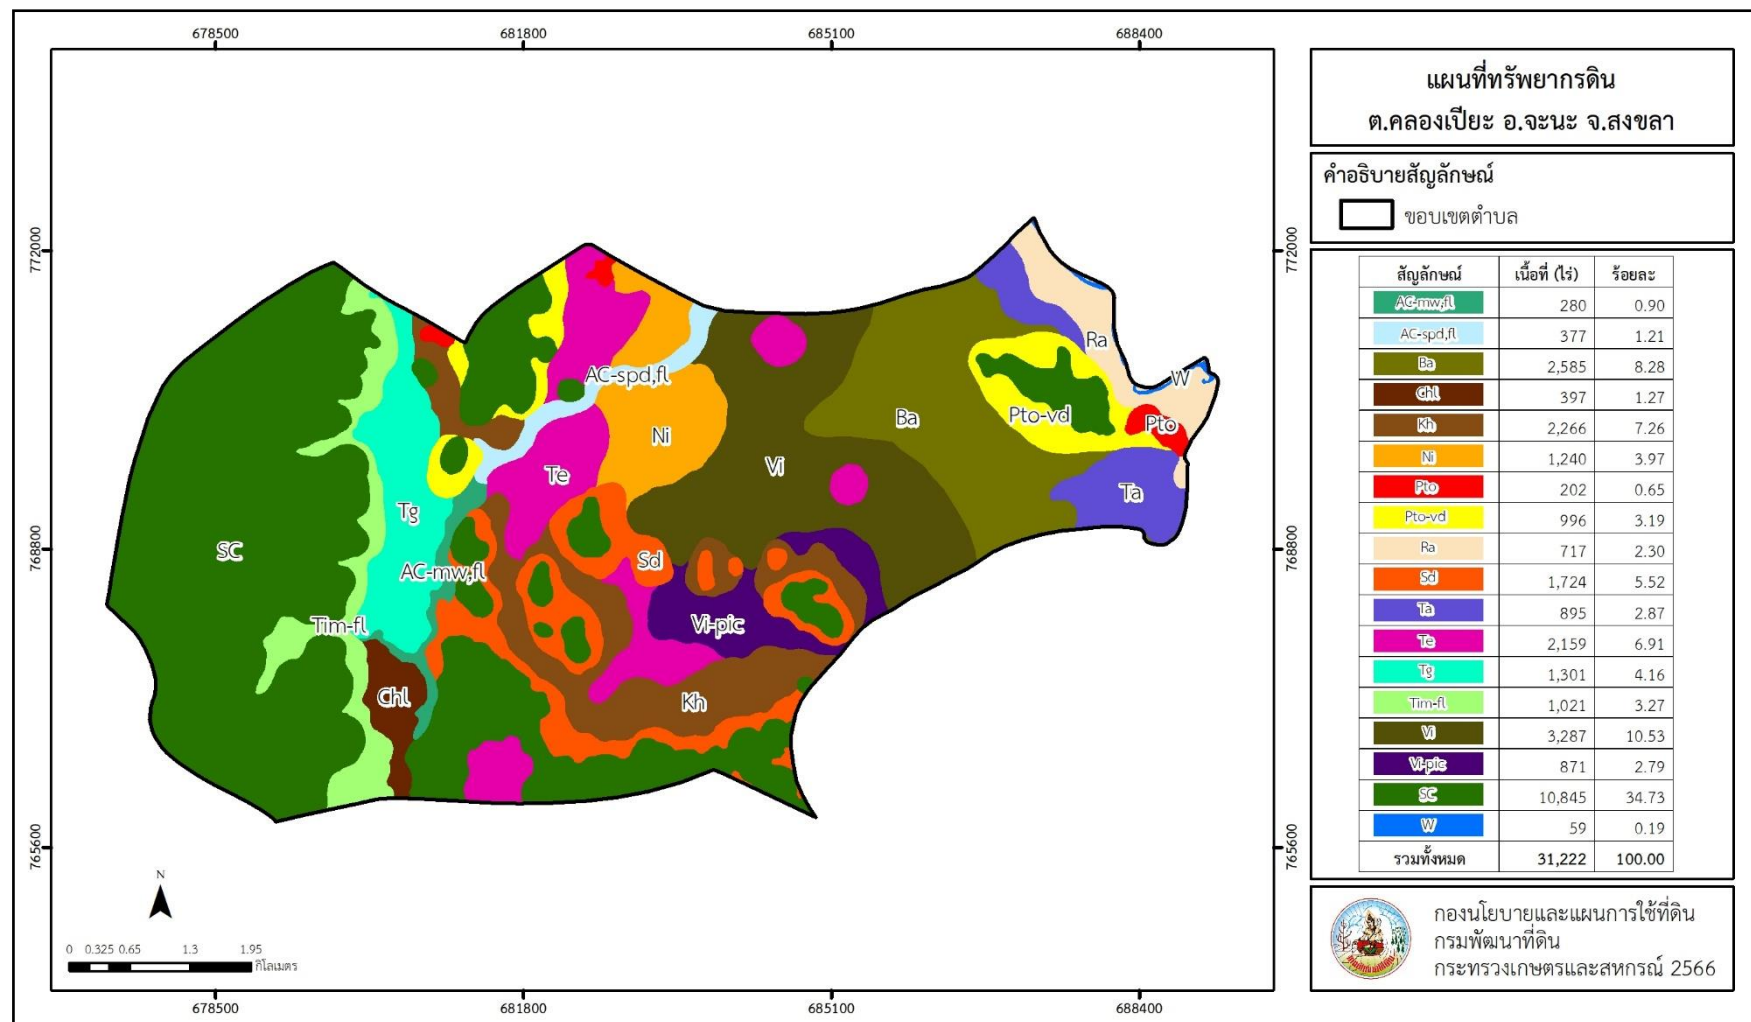 678500 681800 685100 688400
แผนที่ทรัพยากรดิน
ต.คลองเปียะ อ.จะนะ จ.สงขลา
คำอธิบายสัญลักษณ์
ขอบเขตตำบล
สัญลักษณ์ เนื้อที่ (ไร่) ร้อยละ
AC-mw,fl 280 0.90
AC-spd,fl 377 1.21
Ba 2,585 8.28
Chl 397 1.27
Kh 2,266 7.26
Ni 1,240 3.97
Pto 202 0.65
Pto-vd 996 3.19
Ra 717 2.30
Sd 1,724 5.52
Ta 895 2.87
Te 2,159 6.91
Tg 1,301 4.16
Tim-fl 1,021 3.27
Vi 3,287 10.53
Vi-pic 871 2.79
SC 10,845 34.73
W 59 0.19
รวมทั้งหมด 31,222 100.00
กองนโยบายและแผนการใช้ที่ดิน
กรมพัฒนาที่ดิน
กระทรวงเกษตรและสหกรณ์ 2566
772000 772000
Ra
AC-spd,fl
W
Ba
Pto-vd
Pto
Ni
Vi
Te
Ta
Tg
SC
768800 768800
Sd
AC-mw,fl
Tim-fl
Vi-pic
Chl
Kh
765600 765600
N
0 0.325 0.65 1.3 1.95
กิโลเมตร
678500 681800 685100 688400